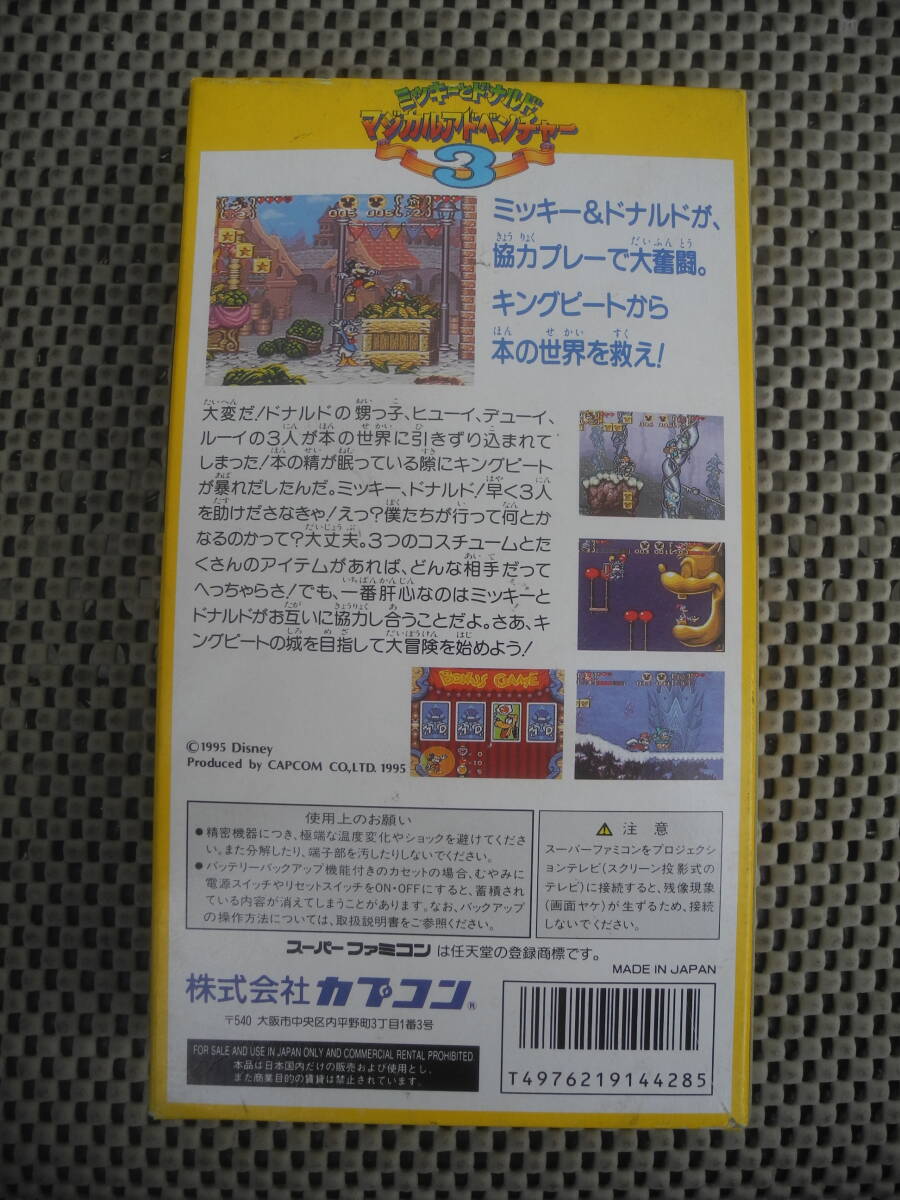 ミッキーとドナルド
マジカルアドベンチャー
3
ミッキー&ドナルドが、
協力プレーで大奮闘。
キングピートから
本の世界を救え!
大変だ!ドナルドの甥っ子、ヒューイ、デューイ、
ルーイの3人が本の世界に引きずり込まれて
しまった!本の精が眠っている隙にキングピート
が暴れだしたんだ。ミッキー、ドナルド!早く3人
を助けださなきゃ!えっ?僕たちが行って何とか
なるのかって?大丈夫。3つのコスチュームとた
くさんのアイテムがあれば、どんな相手だって
へっちゃらさ!でも、一番肝心なのはミッキーと
ドナルドがお互いに協力し合うことだよ。さあ、キ
ングピートの城を目指して大冒険を始めよう!
BONUS GAME
©1995 Disney
Produced by CAPCOM CO,LTD. 1995
使用上のお願い
●精密機器につき、極端な温度変化やショックを避けてくださ
い。また分解したり、端子部を汚したりしないでください。
●バッテリーバックアップ機能付きのカセットの場合、むやみに
電源スイッチやリセットスイッチをON・OFFにすると、蓄積され
ている内容が消えてしまうことがあります。なお、バックアップ
の操作方法については、取扱説明書をご参照ください。
⚠ 注意
スーパーファミコンをプロジェクシ
ョンテレビ(スクリーン投影式の
テレビ)に接続すると、残像現象
(画面ヤケ)が生ずるため、接続
しないでください。
スーパーファミコン は任天堂の登録商標です。
MADE IN JAPAN
株式会社カプコン®
〒540 大阪市中央区内平野町3丁目1番3号
FOR SALE AND USE IN JAPAN ONLY AND COMMERCIAL RENTAL PROHIBITED
本品は日本国内だけの販売および使用とし、
また商業目的の賃貸は禁止されています。
T4976219144285